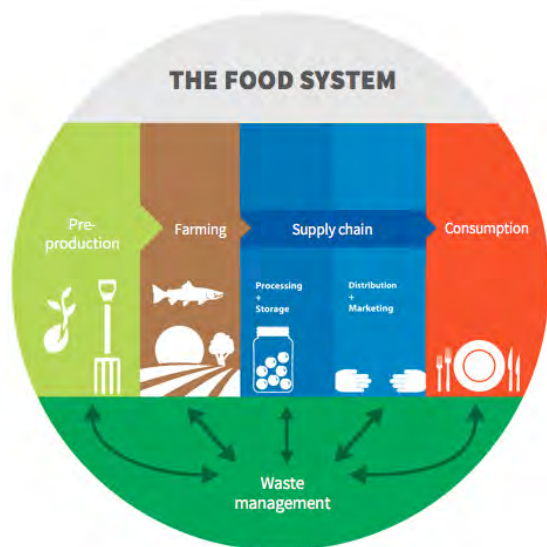 THE FOOD SYSTEM
Pre-
production
Farming
Supply chain
Consumption
Processing
+
Storage
Distribution
+
Marketing
Waste
management